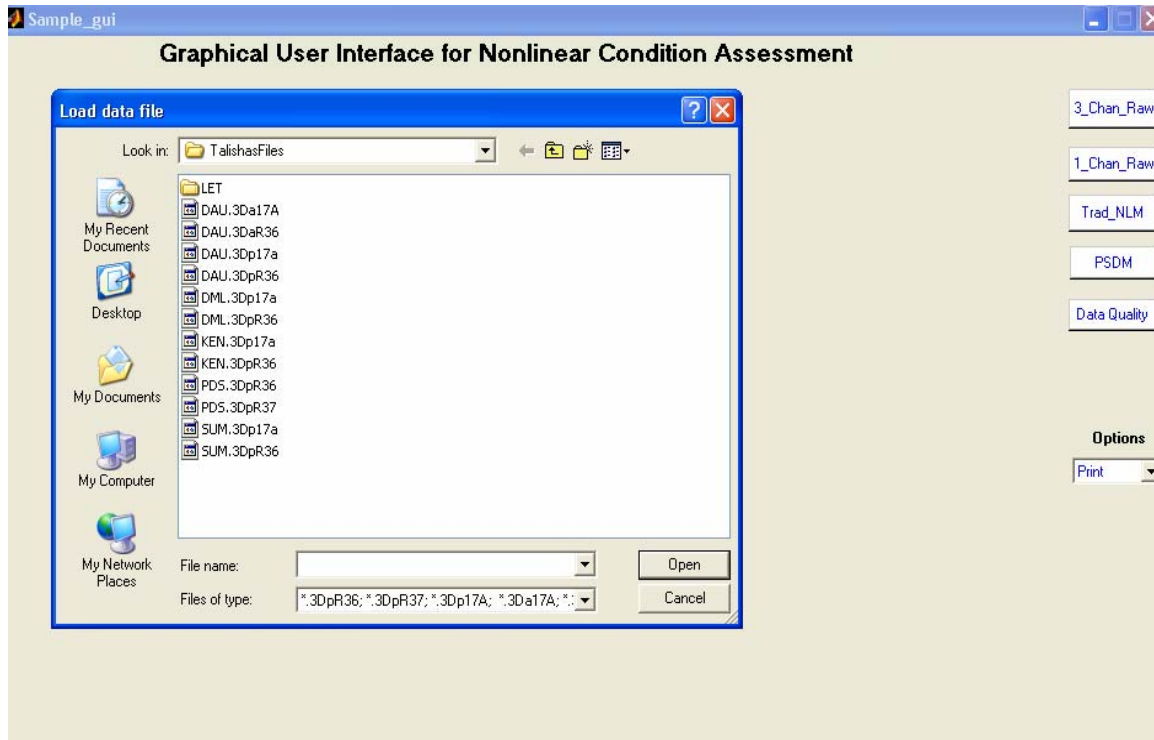 Sample_gui
Graphical User Interface for Nonlinear Condition Assessment
Load data file
Look in:
TalishasFiles
My Recent
Documents
Desktop
My Documents
My Computer
My Network
Places
LET
DAU.3Da17A
DAU.3DaR36
DAU.3Dp17a
DAU.3DpR36
DML.3Dp17a
DML.3DpR36
KEN.3Dp17a
KEN.3DpR36
PDS.3DpR36
PDS.3DpR37
SUM.3Dp17a
SUM.3DpR36
File name:
Open
Files of type:
*.3DpR36; *.3DpR37; *.3Dp17A; *.3Da17A; *.:
Cancel
3_Chan_Raw
1_Chan_Raw
Trad_NLM
PSDM
Data Quality
Options
Print